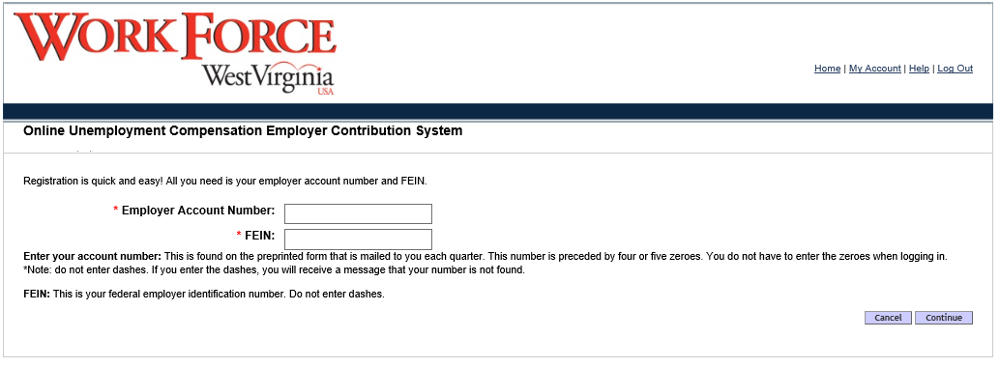 WORK FORCE
West Virginia
USA
Home | My Account | Help | Log Out
Online Unemployment Compensation Employer Contribution System
Registration is quick and easy! All you need is your employer account number and FEIN.
* Employer Account Number:
* FEIN:
Enter your account number: This is found on the preprinted form that is mailed to you each quarter. This number is preceded by four or five zeroes. You do not have to enter the zeroes when logging in.
*Note: do not enter dashes. If you enter the dashes, you will receive a message that your number is not found.
FEIN: This is your federal employer identification number. Do not enter dashes.
Cancel Continue